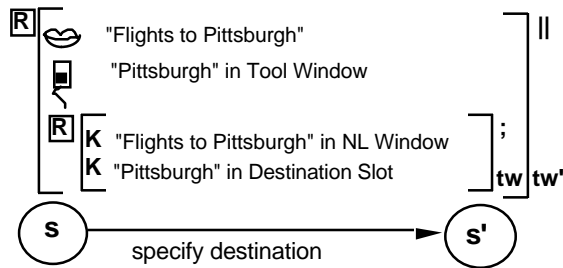 R "Flights to Pittsburgh" ||
"Pittsburgh" in Tool Window
R K "Flights to Pittsburgh" in NL Window ;
K "Pittsburgh" in Destination Slot tw tw'
s s'
specify destination